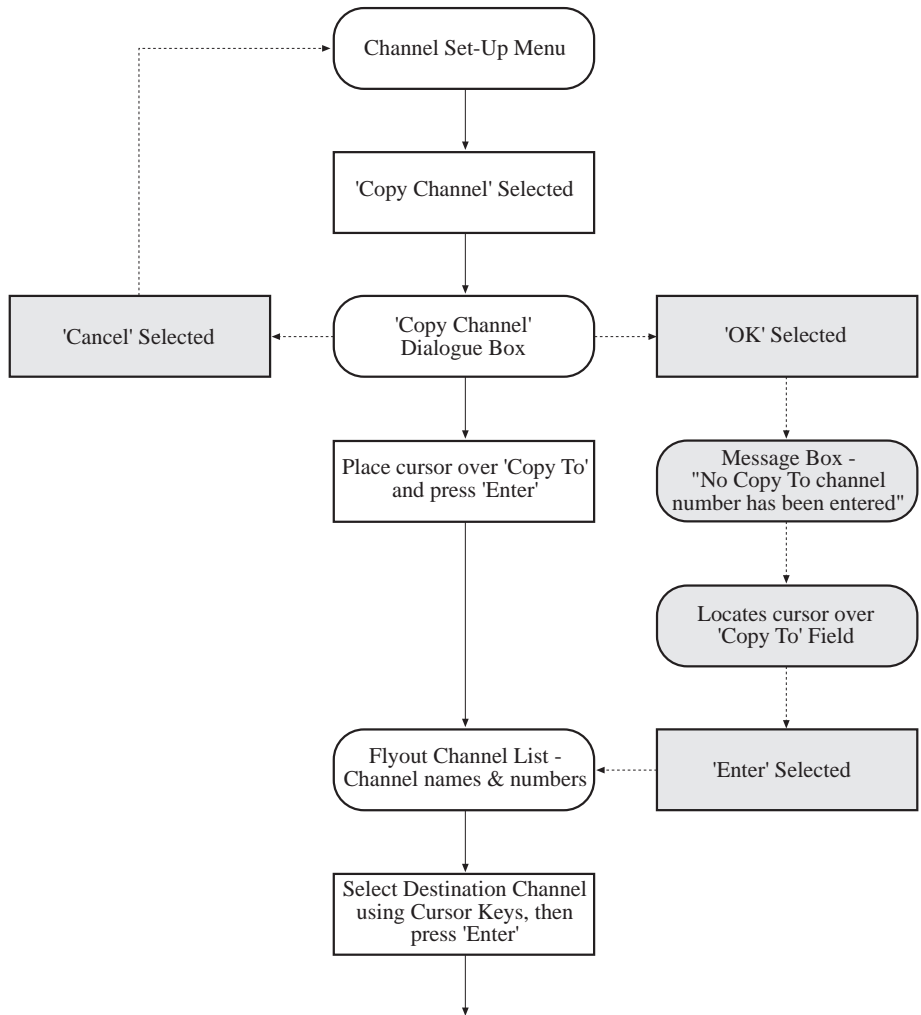 Channel Set-Up Menu
'Copy Channel' Selected
'Cancel' Selected
'Copy Channel'
Dialogue Box
'OK' Selected
Place cursor over 'Copy To'
and press 'Enter'
Message Box -
"No Copy To channel
number has been entered"
Locates cursor over
'Copy To' Field
Flyout Channel List -
Channel names & numbers
'Enter' Selected
Select Destination Channel
using Cursor Keys, then
press 'Enter'